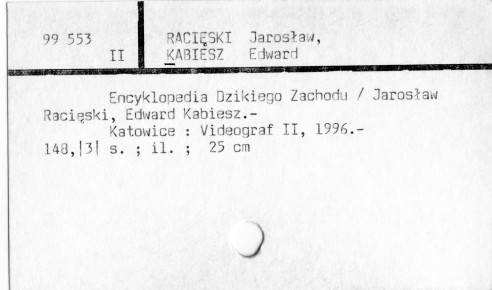 99 553 RACIĘSKI Jarosław,
II KABIESZ Edward
Encyklopedia Dzikiego Zachodu / Jarosław
Racięski, Edward Kabiesz.-
Katowice : Videograf II, 1996.-
148,|3| s. ; il. ; 25 cm